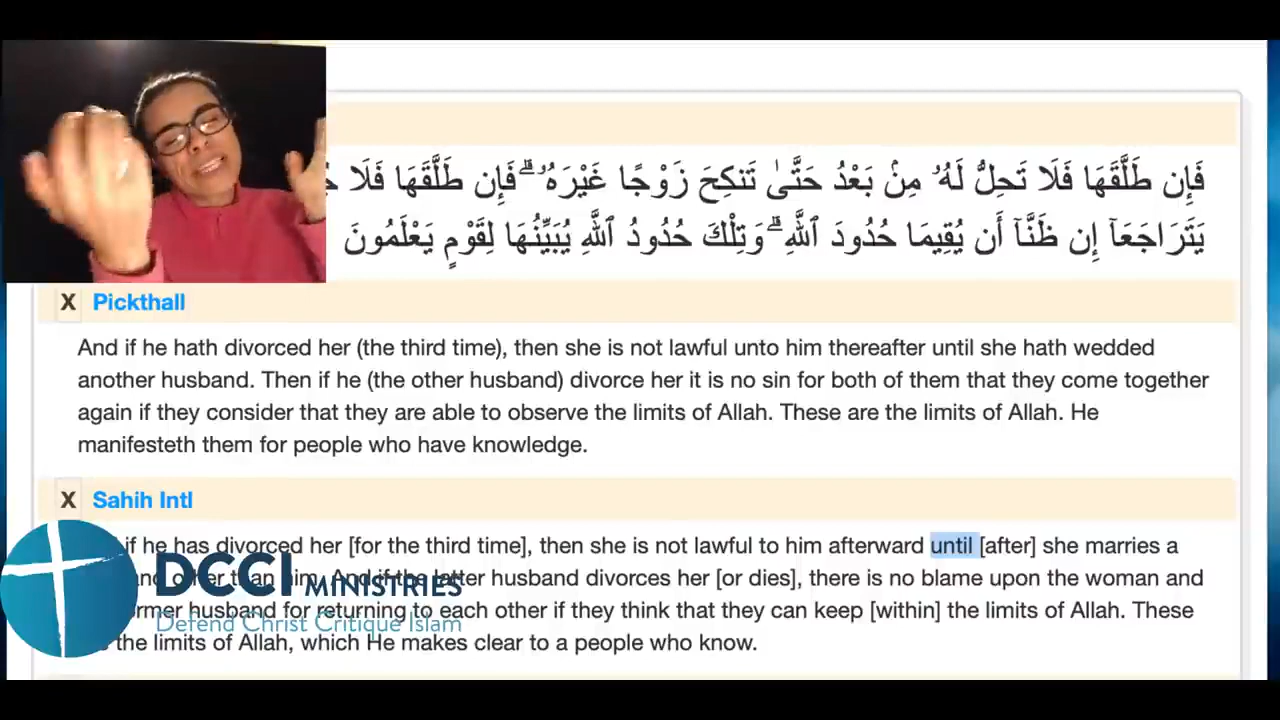 فَإِن طَلَّقَهَا فَلَا تَحِلُّ لَهُۥ مِنۢ بَعْدُ حَتَّىٰ تَنكِحَ زَوْجًا غَيْرَهُۥ ۗ فَإِن طَلَّقَهَا فَلَا
يَتَرَاجَعَآ إِن ظَنَّآ أَن يُقِيمَا حُدُودَ ٱللَّهِ ۗ وَتِلْكَ حُدُودُ ٱللَّهِ يُبَيِّنُهَا لِقَوْمٍ يَعْلَمُونَ
X Pickthall
And if he hath divorced her (the third time), then she is not lawful unto him thereafter until she hath wedded
another husband. Then if he (the other husband) divorce her it is no sin for both of them that they come together
again if they consider that they are able to observe the limits of Allah. These are the limits of Allah. He
manifesteth them for people who have knowledge.
X Sahih Intl
if he has divorced her [for the third time], then she is not lawful to him afterward until [after] she marries a
other than him. And if the latter husband divorces her [or dies], there is no blame upon the woman and
husband for returning to each other if they think that they can keep [within] the limits of Allah. These
the limits of Allah, which He makes clear to a people who know.
DCCI MINISTRIES
Defend Christ Critique Islam